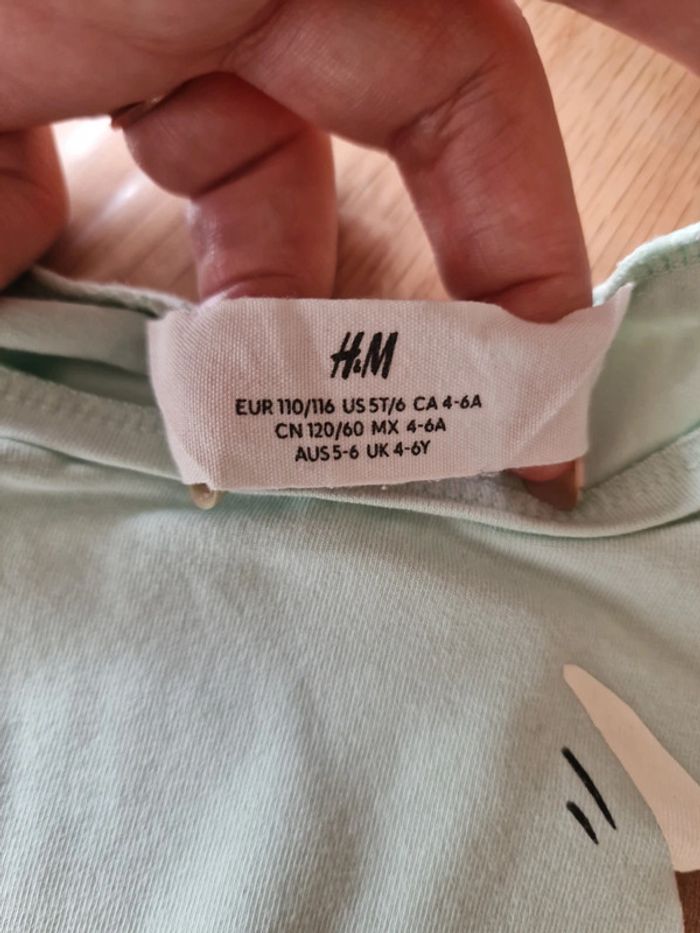 H&M
EUR 110/116 US 5T/6 CA 4-6A
CN 120/60 MX 4-6A
AUS 5-6 UK 4-6Y